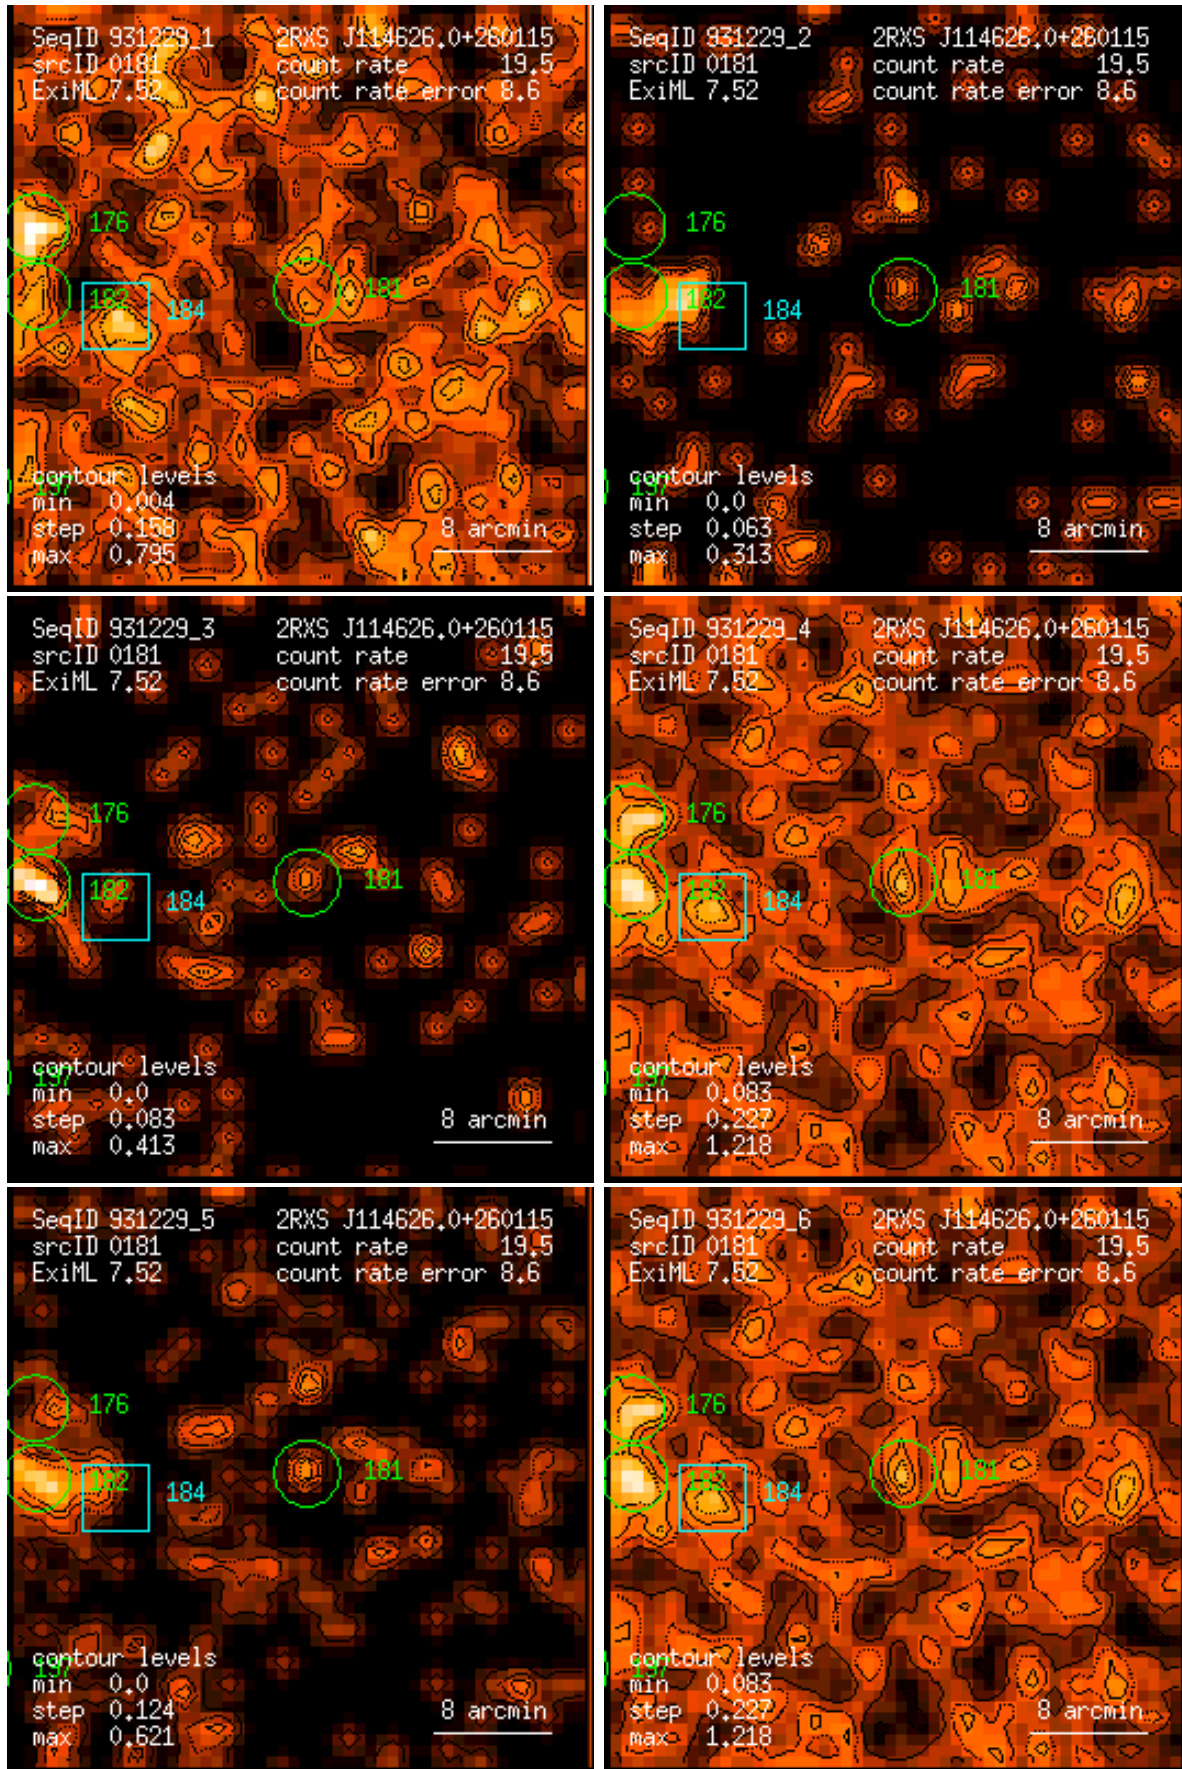 SeqID 931229_1 2RXS J114626.0+260115
srcID 0181 count rate 19.5
ExiML 7.52 count rate error 8.6
176
182 184 181
contour levels
197
min 0.004
step 0.158 8 arcmin
max 0.795
SeqID 931229_2 2RXS J114626.0+260115
srcID 0181 count rate 19.5
ExiML 7.52 count rate error 8.6
176
182 184 181
contour levels
197
min 0.0
step 0.063 8 arcmin
max 0.313
SeqID 931229_3 2RXS J114626.0+260115
srcID 0181 count rate 19.5
ExiML 7.52 count rate error 8.6
176
182 184 181
contour levels
197
min 0.0
step 0.083 8 arcmin
max 0.413
SeqID 931229_4 2RXS J114626.0+260115
srcID 0181 count rate 19.5
ExiML 7.52 count rate error 8.6
176
182 184 181
contour levels
197
min 0.083
step 0.227 8 arcmin
max 1.218
SeqID 931229_5 2RXS J114626.0+260115
srcID 0181 count rate 19.5
ExiML 7.52 count rate error 8.6
176
182 184 181
contour levels
197
min 0.0
step 0.124 8 arcmin
max 0.621
SeqID 931229_6 2RXS J114626.0+260115
srcID 0181 count rate 19.5
ExiML 7.52 count rate error 8.6
176
182 184 181
contour levels
197
min 0.083
step 0.227 8 arcmin
max 1.218